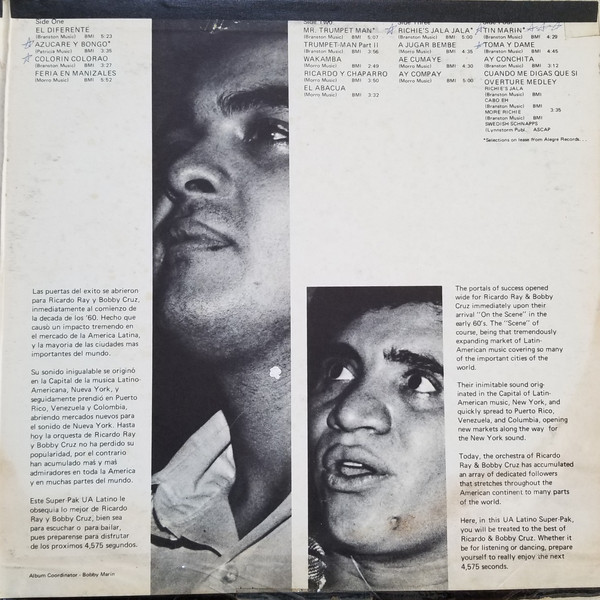 Side One
EL DIFERENTE
(Branston Music) BMI 5:23
AZUCARE Y BONGO*
(Patricia Music) BMI 3:35
COLORIN COLORAO
(Morro Music) BMI 3:27
FERIA EN MANIZALES
(Morro Music) BMI 5:52
Side Two
MR. TRUMPET MAN*
(Branston Music) BMI 5:07
TRUMPET-MAN Part II
(Branston Music) BMI 3:56
WAKAMBA
(Morro Music) BMI 2:49
RICARDO Y CHAPARRO
(Morro Music) BMI 3:50
EL ABACUA
(Morro Music) BMI 3:32
Side Three
RICHIE'S JALA JALA*
(Branston Music) BMI 5:00
A JUGAR BEMBE
(Morro Music) BMI 4:35
AE CUMAYE
(Morro Music) BMI 4:30
AY COMPAY
(Morro Music) BMI 5:00
Side Four
TIN MARIN*
(Branston Music) BMI 4:39
TOMA Y DAME
(Branston Music) BMI 4:45
AY CONCHITA
(Branston Music) BMI 3:12
CUANDO ME DIGAS QUE SI
OVERTURE MEDLEY
RICHIE'S JALA
(Branston Music) BMI
CABO EH
(Branston Music) BMI
MORE RICHIE 3:35
(Branston Music) BMI
SWEDISH SCHNAPPS
(Lynnstorm Publ. ASCAP
*Selections on lease from Alegre Records. . .
Las puertas del exito se abrieron
para Ricardo Ray y Bobby Cruz,
inmediatamente al comienzo de
la decada de los '60. Hecho que
causò un impacto tremendo en
el mercado de la America Latina,
y la mayoria de las ciudades mas
importantes del mundo.
Su sonido inigualable se originò
en la Capital de la musica Latino
Americana, Nueva York, y
seguidamente prendiò en Puerto
Rico, Venezuela y Colombia,
abriendo mercados nuevos para
el sonido de Nueva York. Hasta
hoy la orquesta de Ricardo Ray
y Bobby Cruz no ha perdido su
popularidad, por el contrario
han acumulado mas y mas
admiradores en toda la America
y en muchas partes del mundo.
Este Super-Pak UA Latino le
obsequia lo mejor de Ricardo
Ray y Bobby Cruz, bien sea
para escuchar o para bailar,
pues preparense para disfrutar
de los proximos 4,575 segundos.
Album Coordinator - Bobby Marin
The portals of success opened
wide for Ricardo Ray & Bobby
Cruz immediately upon their
arrival "On the Scene" in the
early 60's. The "Scene" of
course, being that tremendously
expanding market of Latin-
American music covering so many
of the important cities of the
world.
Their inimitable sound orig-
inated in the Capital of Latin-
American music, New York, and
quickly spread to Puerto Rico,
Venezuela, and Columbia, opening
new markets along the way for
the New York sound.
Today, the orchestra of Ricardo
Ray & Bobby Cruz has accumulated
an array of dedicated followers
that stretches throughout the
American continent to many parts
of the world.
Here, in this UA Latino Super-Pak,
you will be treated to the best of
Ricardo & Bobby Cruz. Whether it
be for listening or dancing, prepare
yourself to really enjoy the next
4,575 seconds.